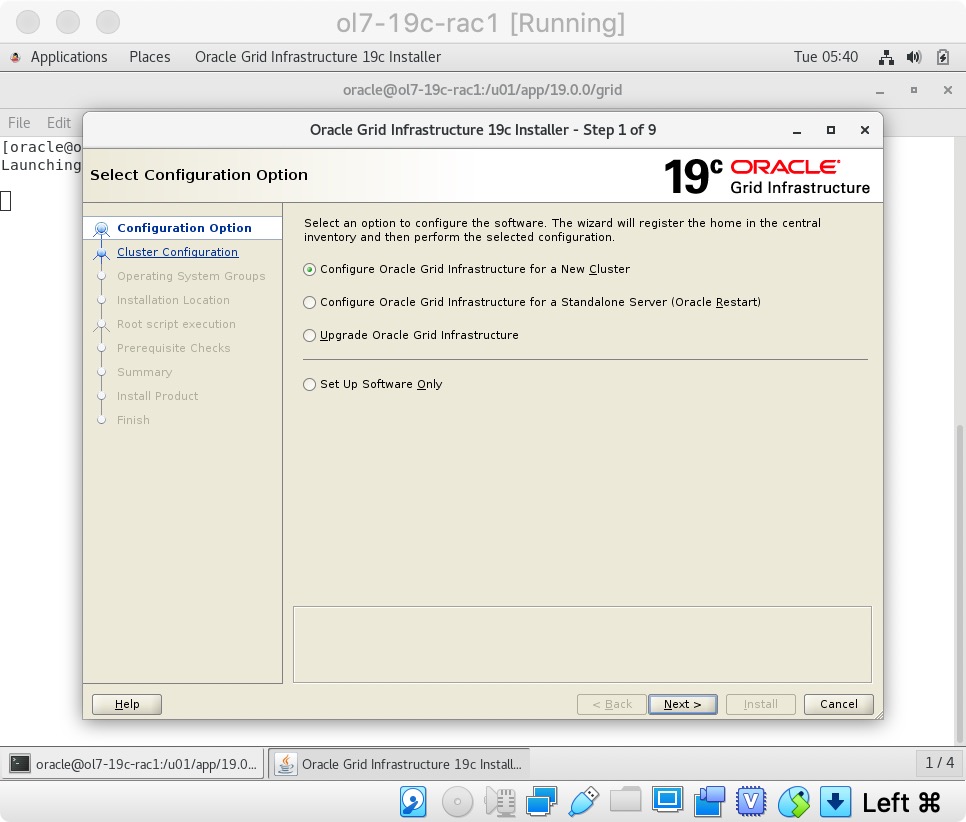 ol7-19c-rac1 [Running]
Applications Places Oracle Grid Infrastructure 19c Installer Tue 05:40
oracle@ol7-19c-rac1:/u01/app/19.0.0/grid
File Edit
Oracle Grid Infrastructure 19c Installer - Step 1 of 9
[oracle@o
Launching
Select Configuration Option
19c ORACLE
Grid Infrastructure
Configuration Option
Cluster Configuration
Operating System Groups
Installation Location
Root script execution
Prerequisite Checks
Summary
Install Product
Finish
Select an option to configure the software. The wizard will register the home in the central
inventory and then perform the selected configuration.
Configure Oracle Grid Infrastructure for a New Cluster
Configure Oracle Grid Infrastructure for a Standalone Server (Oracle Restart)
Upgrade Oracle Grid Infrastructure
Set Up Software Only
Help < Back Next > Install Cancel
oracle@ol7-19c-rac1:/u01/app/19.0... Oracle Grid Infrastructure 19c Install... 1 / 4
V Left ⌘